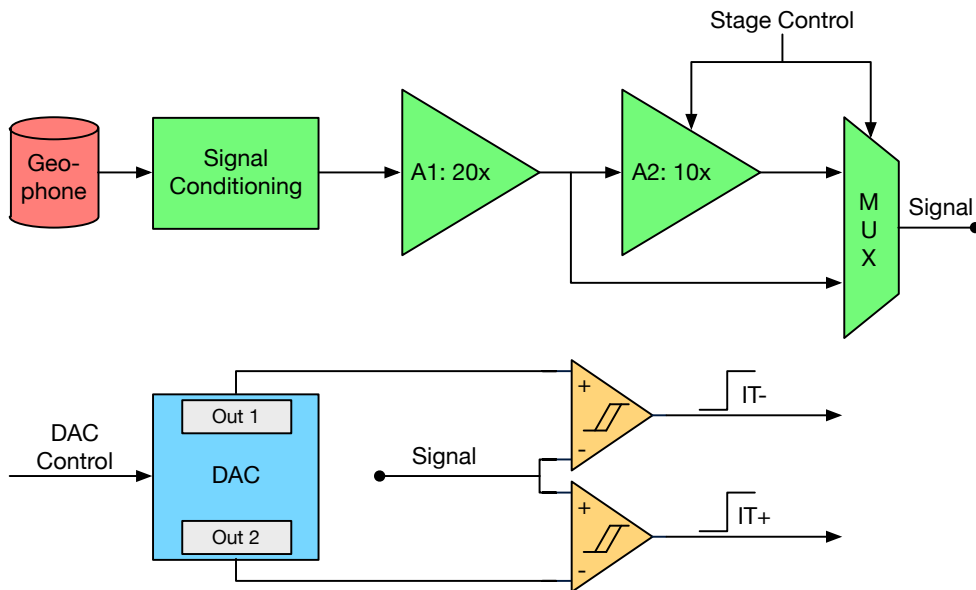 Stage Control
Geo-
phone
Signal
Conditioning
A1: 20x
A2: 10x
M
U
X
Signal
DAC
Control
Out 1
DAC
Out 2
Signal
+
-
IT-
+
-
IT+